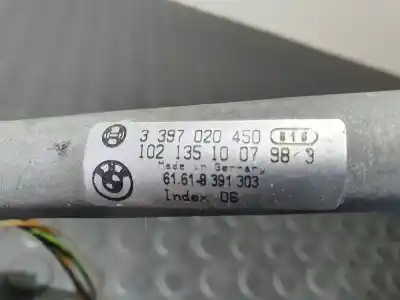 3 397 020 450 816
102 135 10 07 98/3
Made in Germany
61.61-8 391 303
Index 06